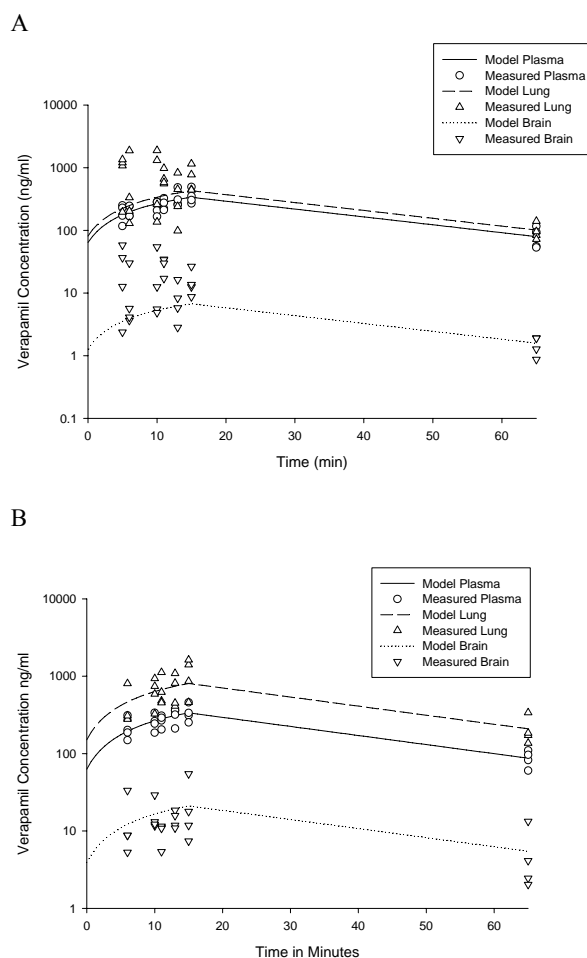 A
Model Plasma
Measured Plasma
Model Lung
Measured Lung
Model Brain
Measured Brain
10000
1000
100
10
1
0.1
Verapamil Concentration (ng/ml)
0 10 20 30 40 50 60
Time (min)
B
Model Plasma
Measured Plasma
Model Lung
Measured Lung
Model Brain
Measured Brain
10000
1000
100
10
1
Verapamil Concentration ng/ml
0 10 20 30 40 50 60
Time in Minutes